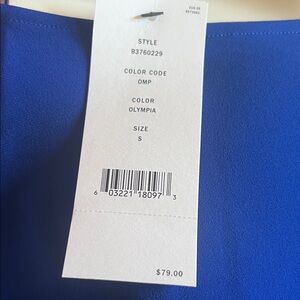 STYLE
B3760229
COLOR CODE
OMP
COLOR
OLYMPIA
SIZE
S
6 03221 18097 3
$79.00